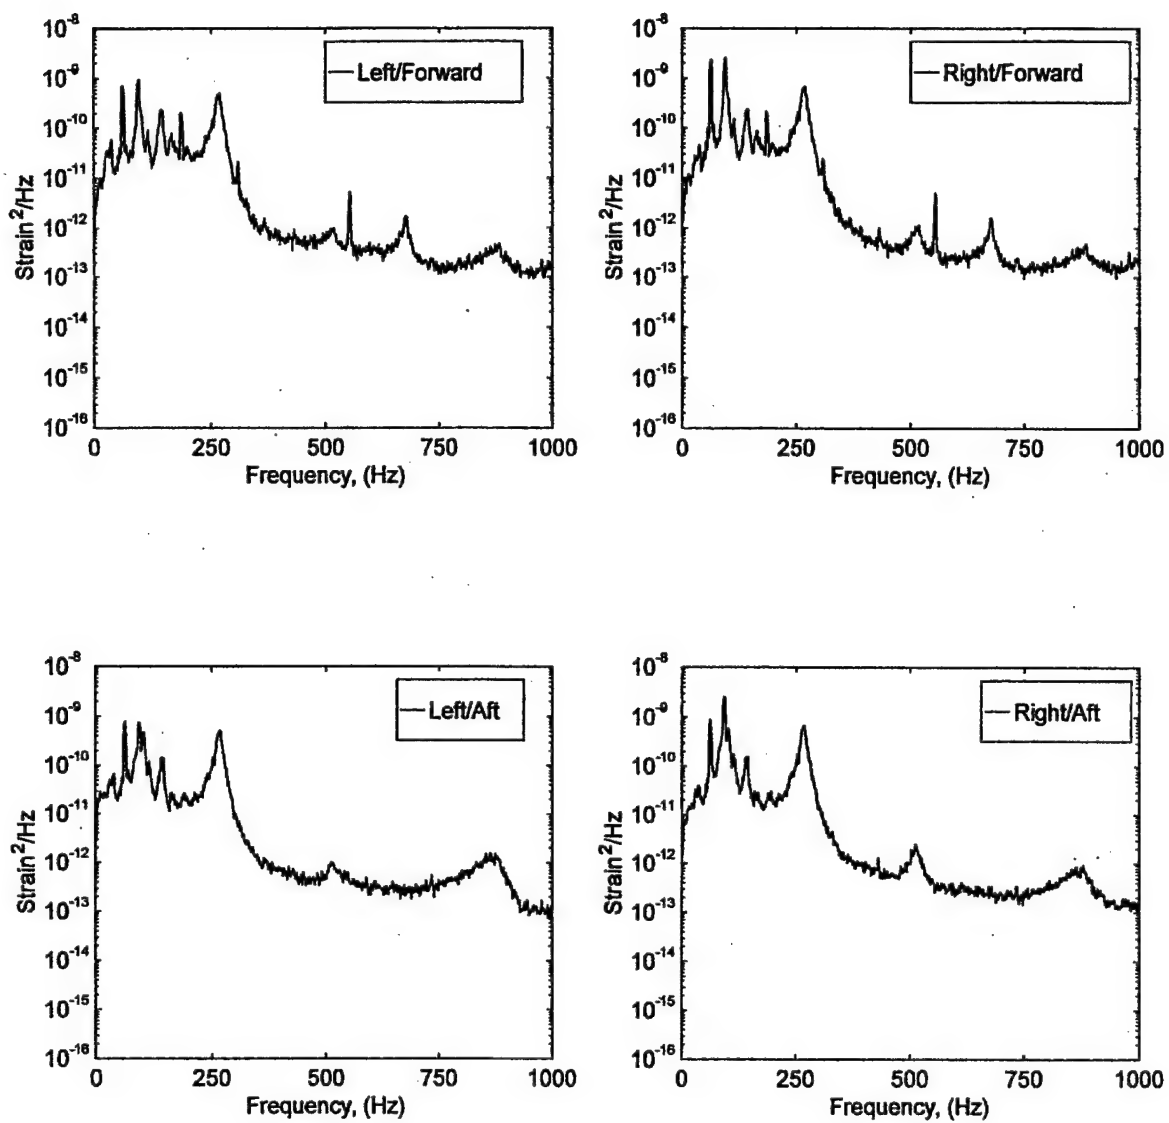 Left/Forward
Strain²/Hz
10⁻⁸
10⁻⁹
10⁻¹⁰
10⁻¹¹
10⁻¹²
10⁻¹³
10⁻¹⁴
10⁻¹⁵
10⁻¹⁶
0 250 500 750 1000
Frequency, (Hz)
Right/Forward
Strain²/Hz
10⁻⁸
10⁻⁹
10⁻¹⁰
10⁻¹¹
10⁻¹²
10⁻¹³
10⁻¹⁴
10⁻¹⁵
10⁻¹⁶
0 250 500 750 1000
Frequency, (Hz)
Left/Aft
Strain²/Hz
10⁻⁸
10⁻⁹
10⁻¹⁰
10⁻¹¹
10⁻¹²
10⁻¹³
10⁻¹⁴
10⁻¹⁵
10⁻¹⁶
0 250 500 750 1000
Frequency, (Hz)
Right/Aft
Strain²/Hz
10⁻⁸
10⁻⁹
10⁻¹⁰
10⁻¹¹
10⁻¹²
10⁻¹³
10⁻¹⁴
10⁻¹⁵
10⁻¹⁶
0 250 500 750 1000
Frequency, (Hz)